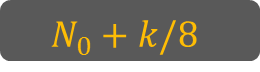 N₀ + k/8